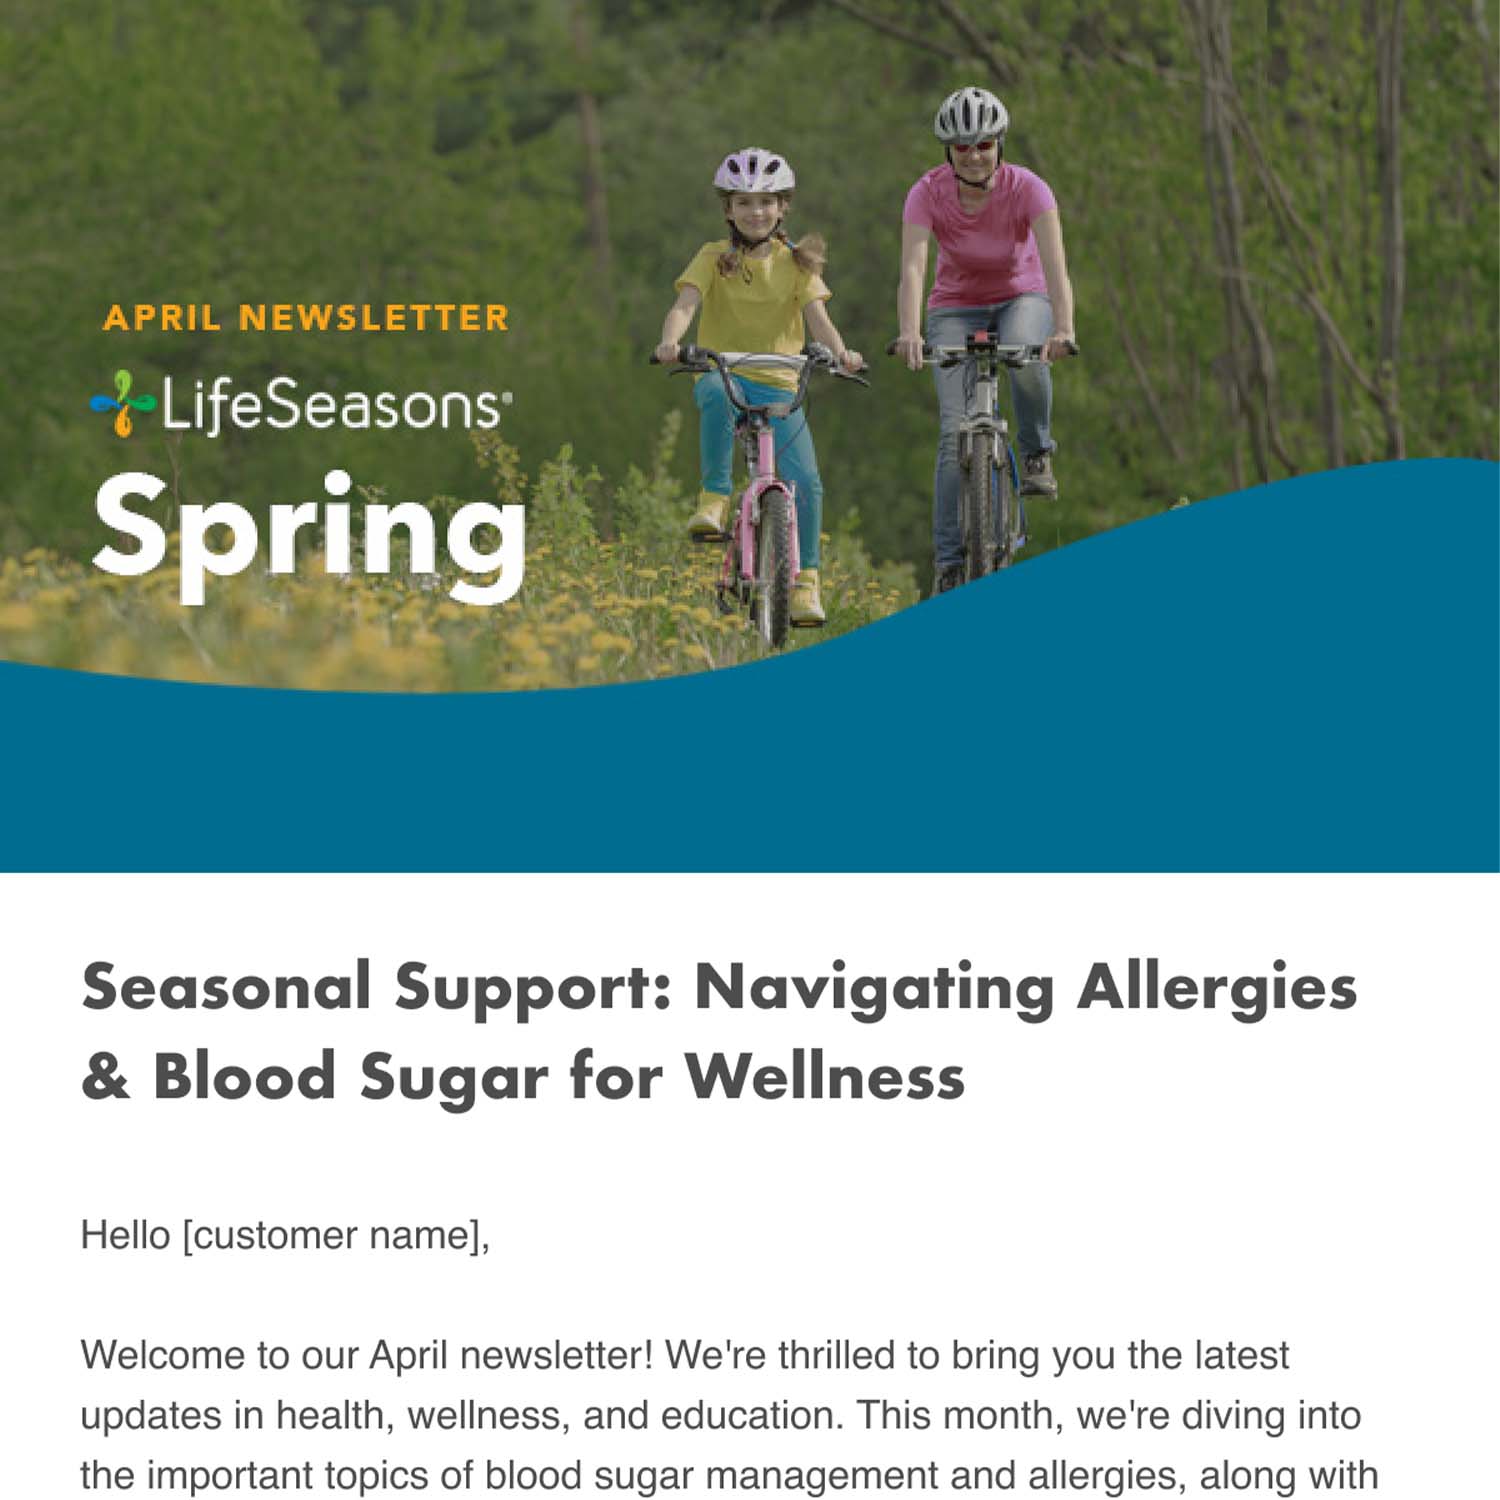 APRIL NEWSLETTER
LifeSeasons®
Spring
Seasonal Support: Navigating Allergies
& Blood Sugar for Wellness
Hello [customer name],
Welcome to our April newsletter! We're thrilled to bring you the latest
updates in health, wellness, and education. This month, we're diving into
the important topics of blood sugar management and allergies, along with